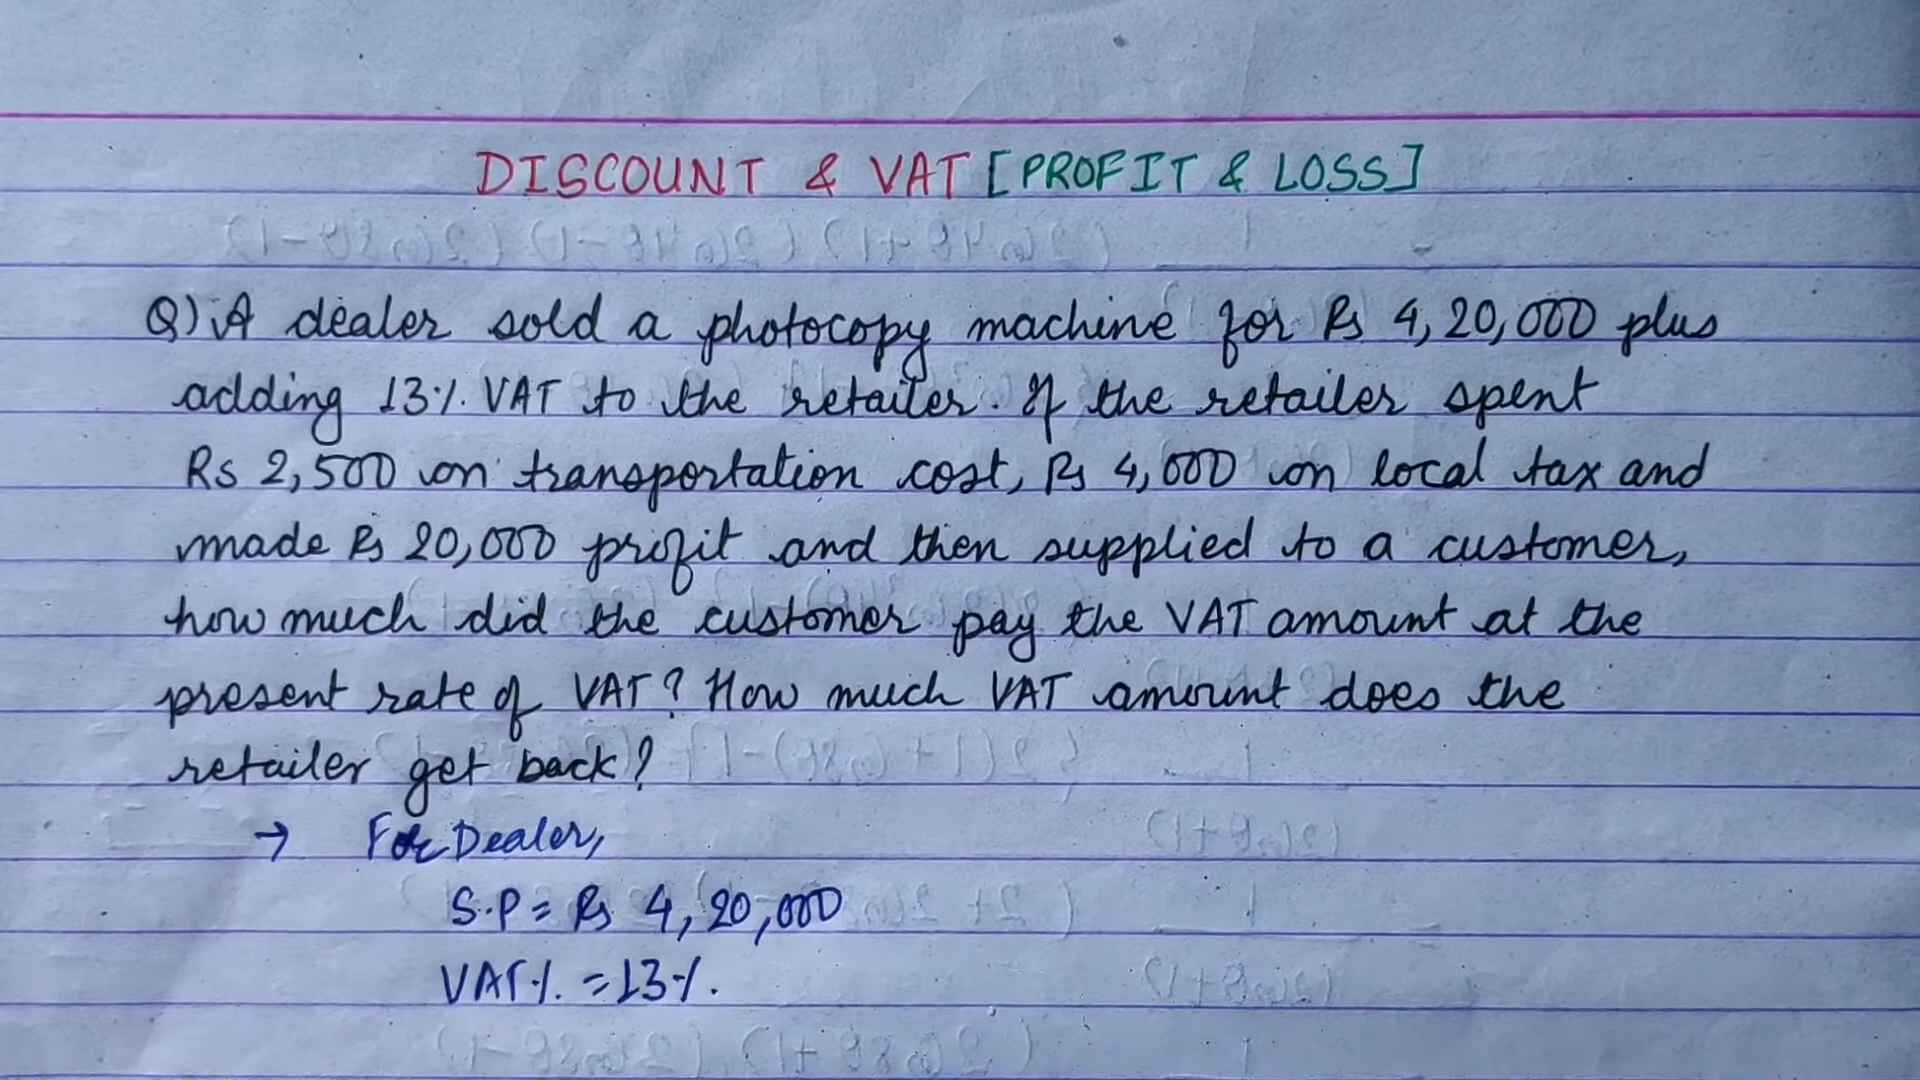 DISCOUNT & VAT [PROFIT & LOSS]
Q) A dealer sold a photocopy machine for Rs 4,20,000 plus
adding 13% VAT to the retailer. If the retailer spent
Rs 2,500 on transportation cost, Rs 4,000 on local tax and
made Rs 20,000 profit and then supplied to a customer,
how much did the customer pay the VAT amount at the
present rate of VAT? How much VAT amount does the
retailer get back?
→ For Dealer,
S.P = Rs 4,20,000
VAT% = 13%.